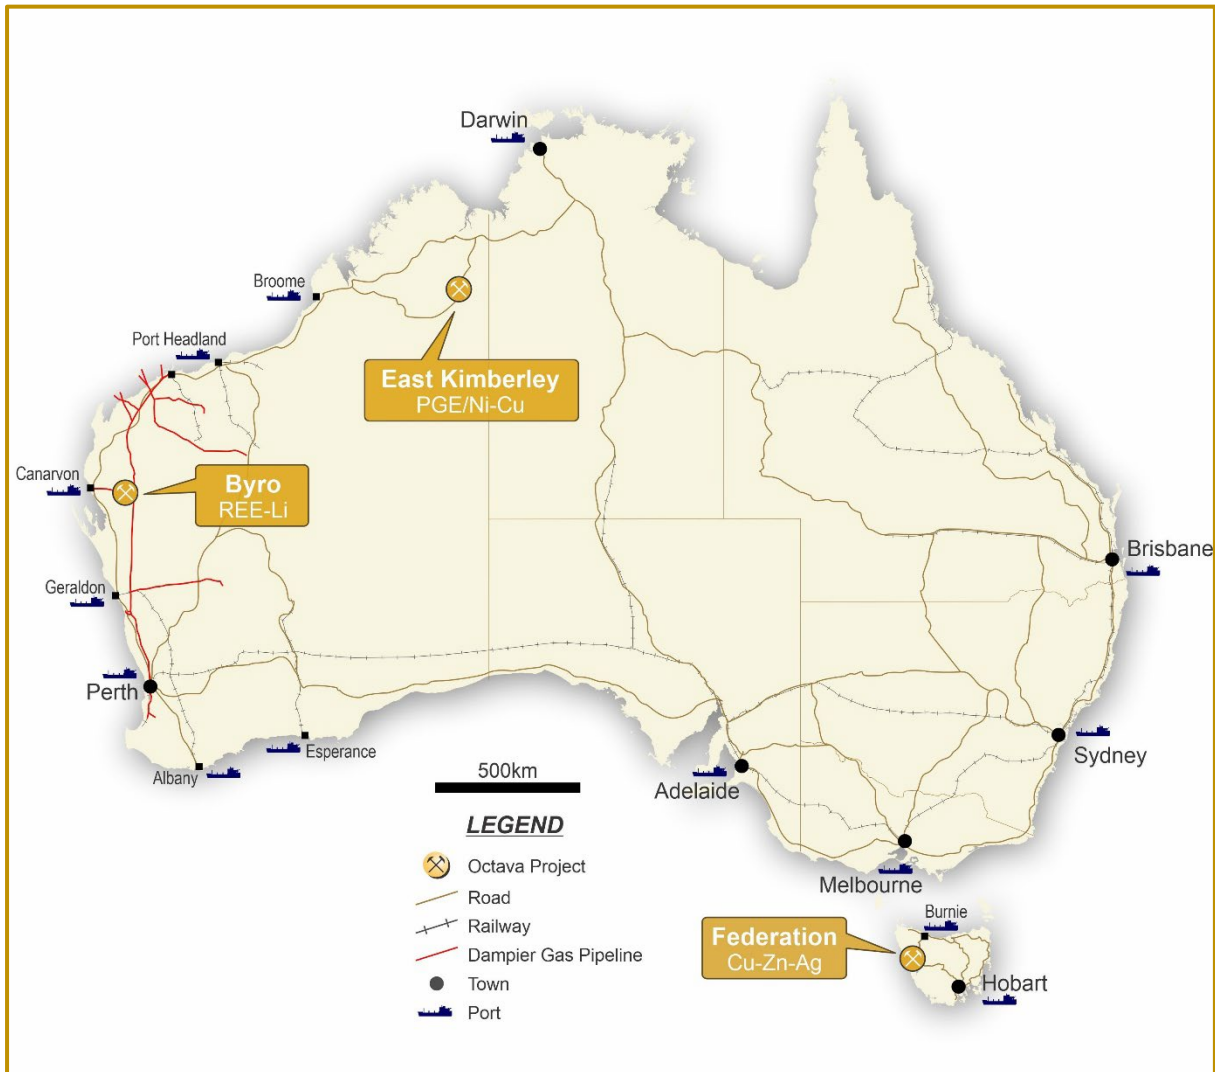 Darwin
Broome
Port Headland
East Kimberley
PGE/Ni-Cu
Canarvon
Byro
REE-Li
Brisbane
Geraldon
Perth
Esperance
Albany
Sydney
Adelaide
500km
LEGEND
Octava Project
Road
Railway
Dampier Gas Pipeline
Town
Port
Melbourne
Burnie
Federation
Cu-Zn-Ag
Hobart